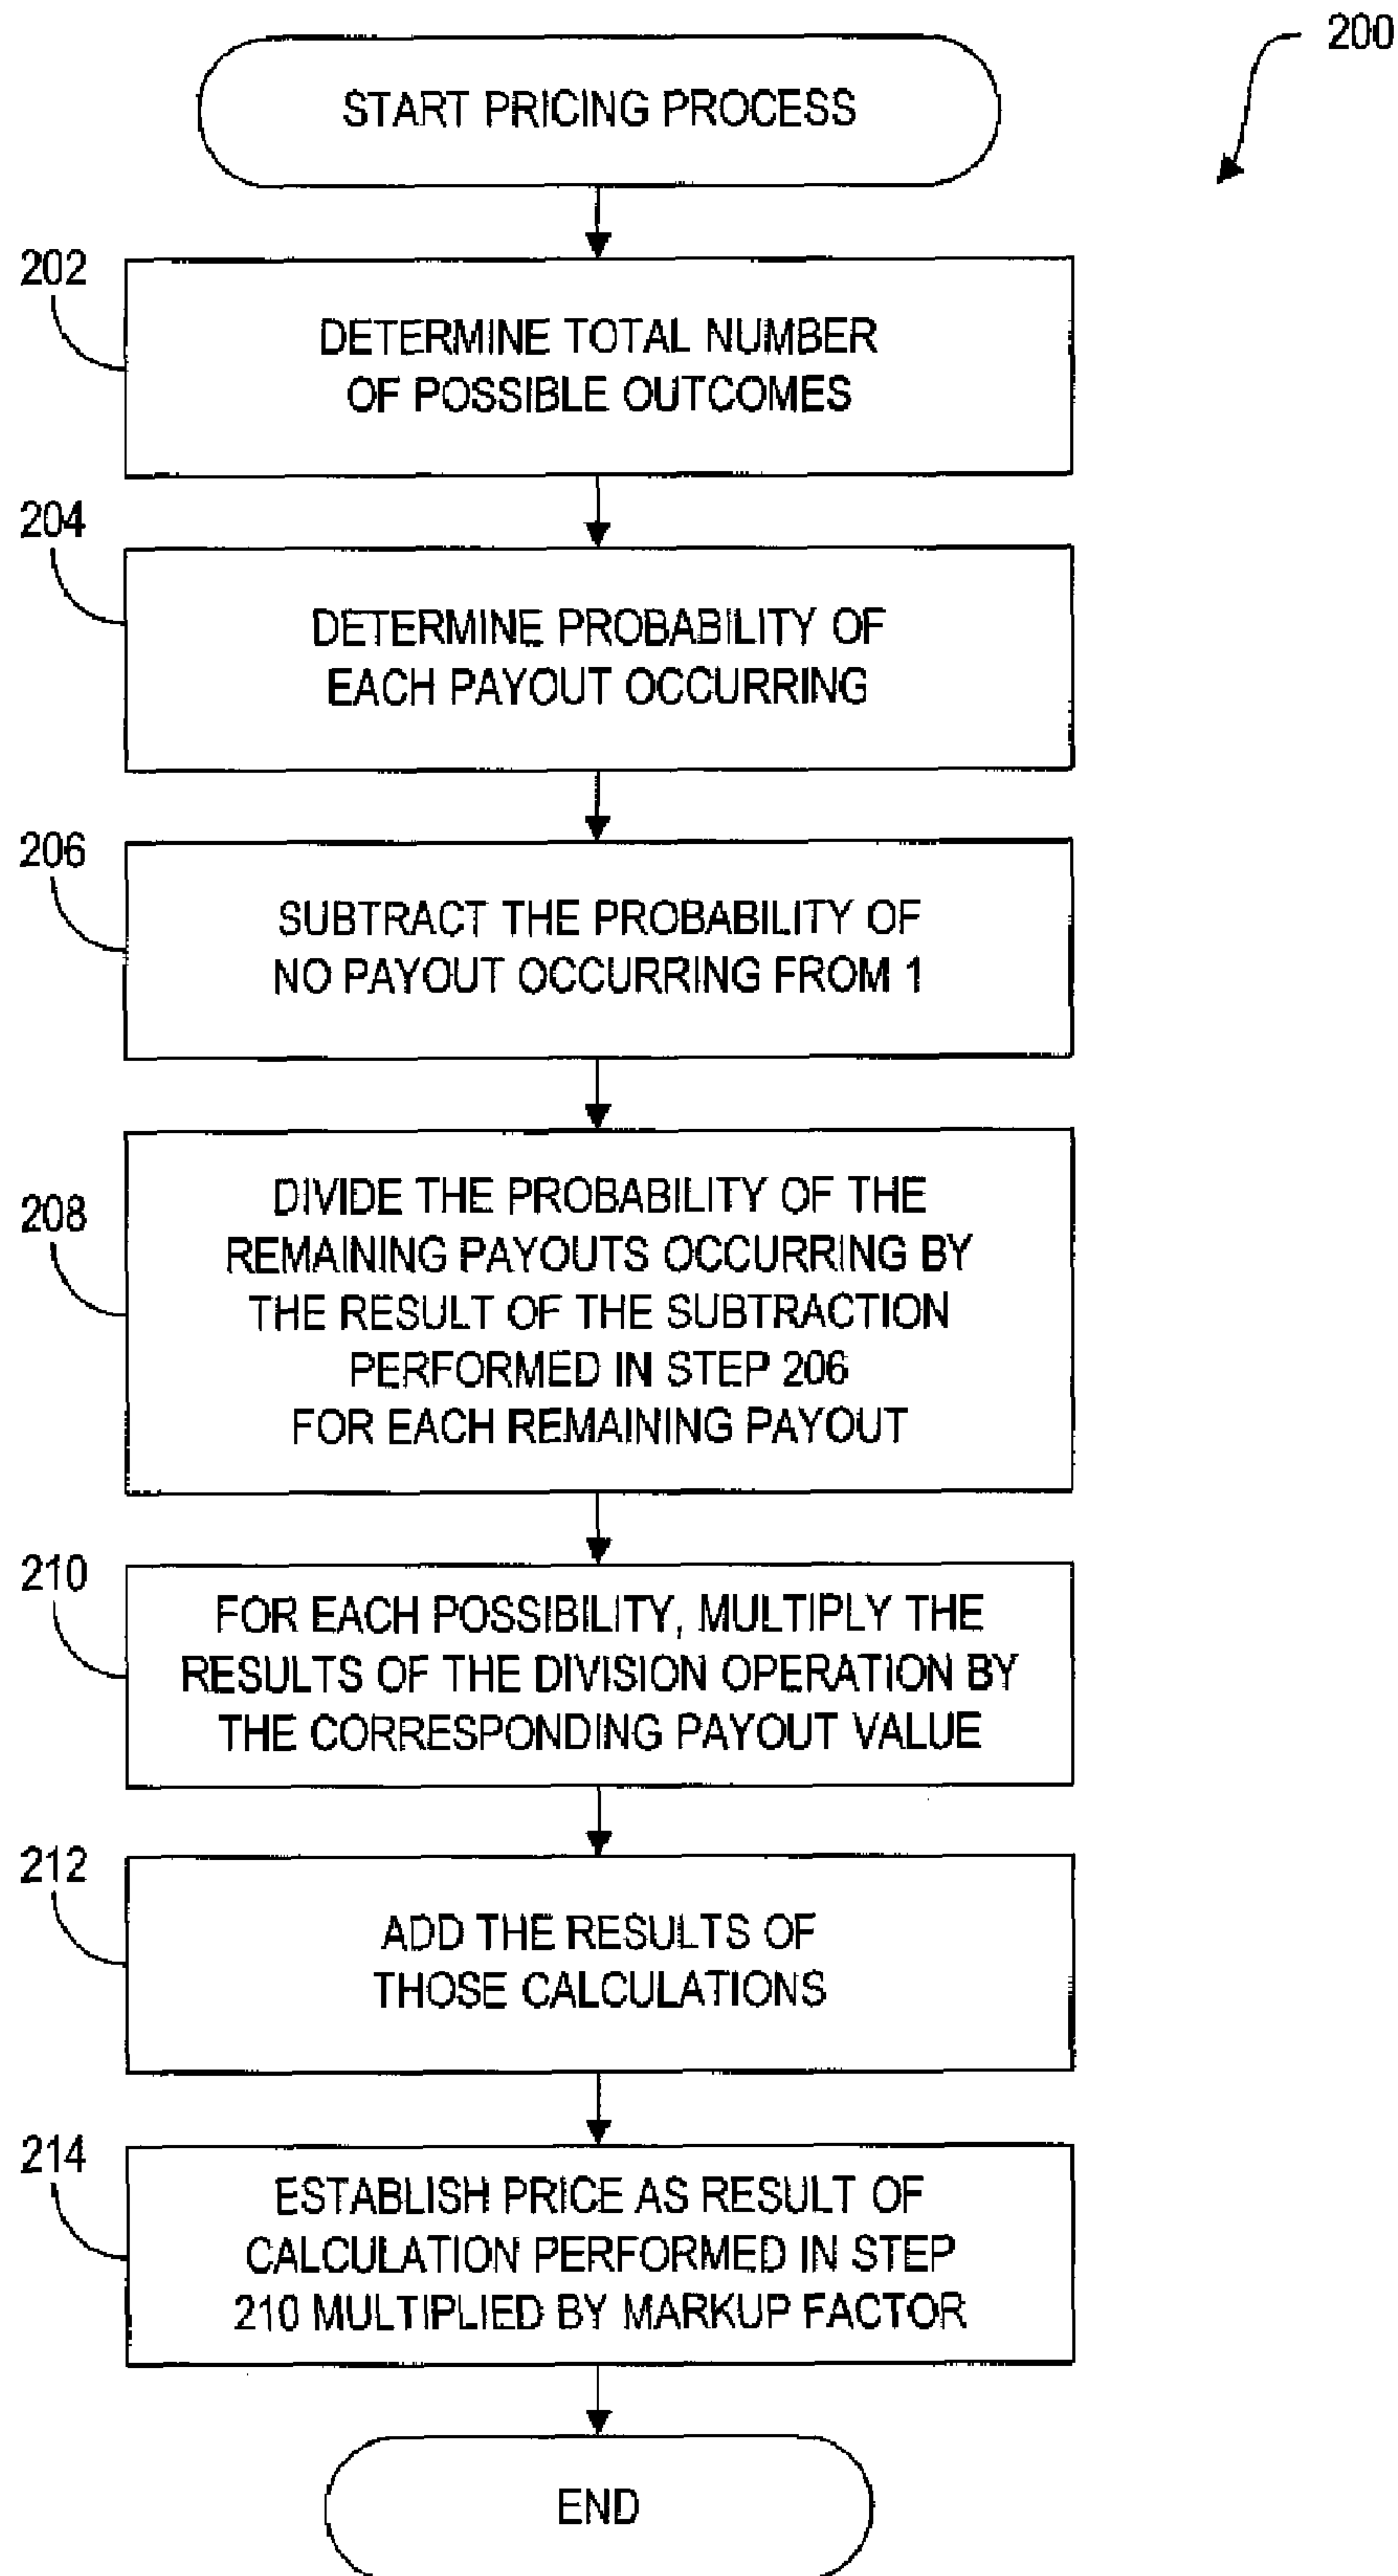 200
START PRICING PROCESS
202
DETERMINE TOTAL NUMBER
OF POSSIBLE OUTCOMES
204
DETERMINE PROBABILITY OF
EACH PAYOUT OCCURRING
206
SUBTRACT THE PROBABILITY OF
NO PAYOUT OCCURRING FROM 1
208
DIVIDE THE PROBABILITY OF THE
REMAINING PAYOUTS OCCURRING BY
THE RESULT OF THE SUBTRACTION
PERFORMED IN STEP 206
FOR EACH REMAINING PAYOUT
210
FOR EACH POSSIBILITY, MULTIPLY THE
RESULTS OF THE DIVISION OPERATION BY
THE CORRESPONDING PAYOUT VALUE
212
ADD THE RESULTS OF
THOSE CALCULATIONS
214
ESTABLISH PRICE AS RESULT OF
CALCULATION PERFORMED IN STEP
210 MULTIPLIED BY MARKUP FACTOR
END